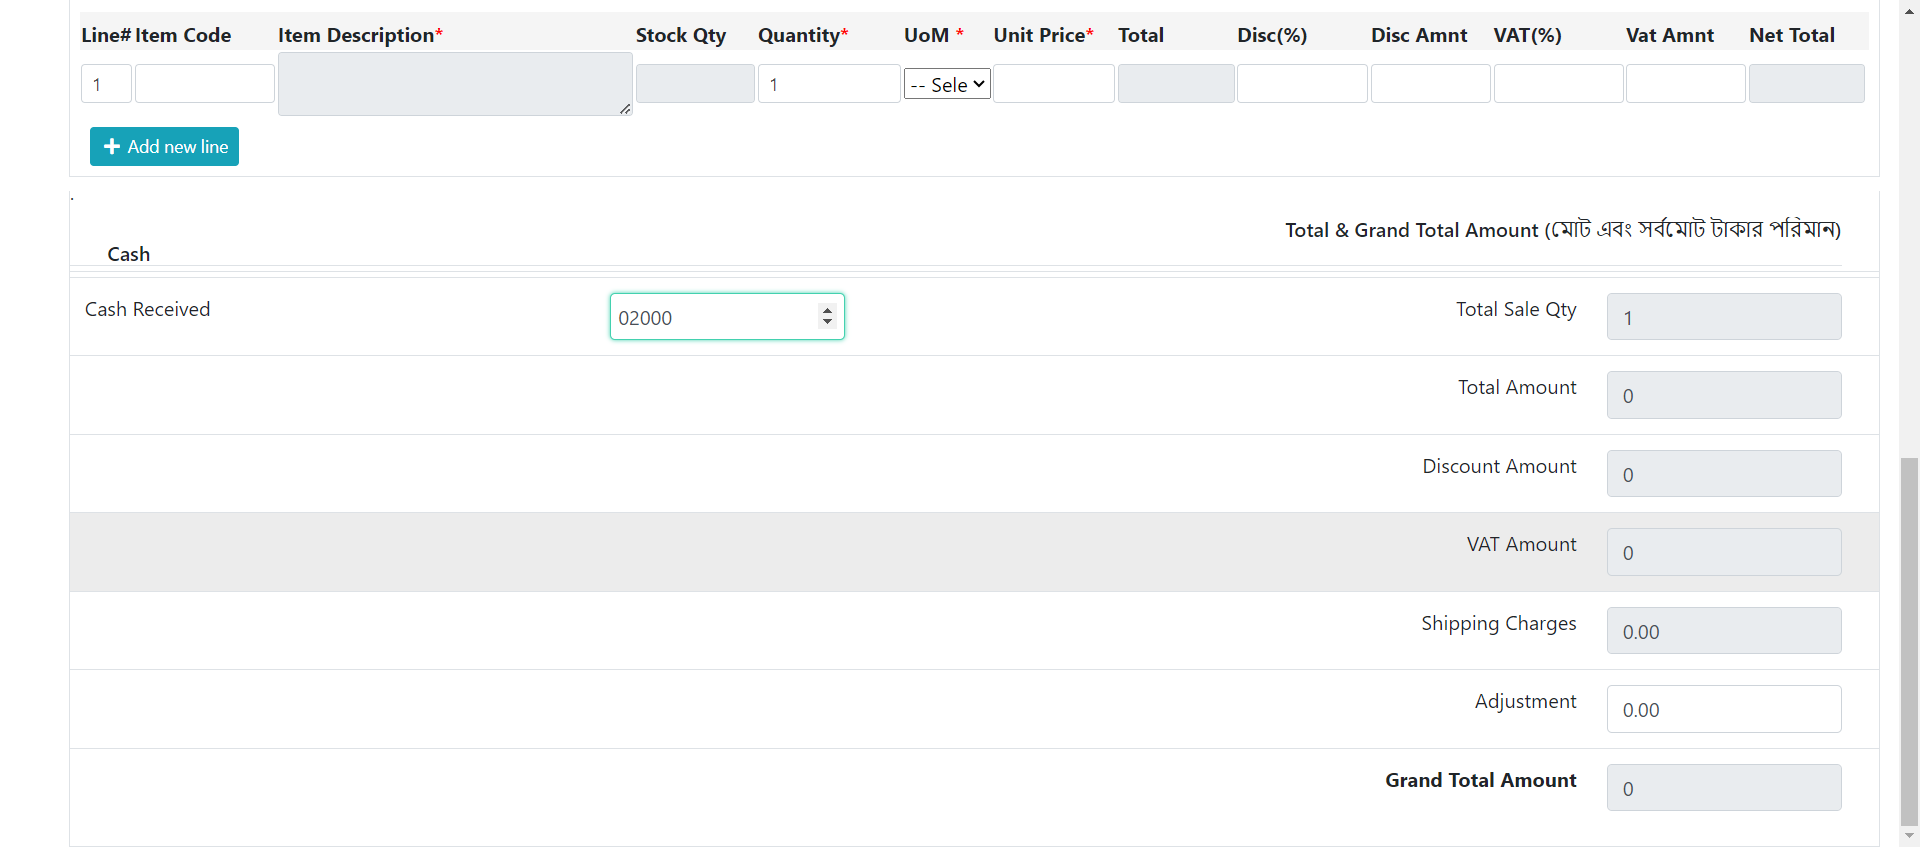 Line# Item Code Item Description* Stock Qty Quantity* UoM * Unit Price* Total Disc(%) Disc Amnt VAT(%) Vat Amnt Net Total
1 1 -- Sele
Add new line
.
Total & Grand Total Amount (মোট এবং সর্বমোট টাকার পরিমান)
Cash
Cash Received 02000 Total Sale Qty 1
Total Amount 0
Discount Amount 0
VAT Amount 0
Shipping Charges 0.00
Adjustment 0.00
Grand Total Amount 0